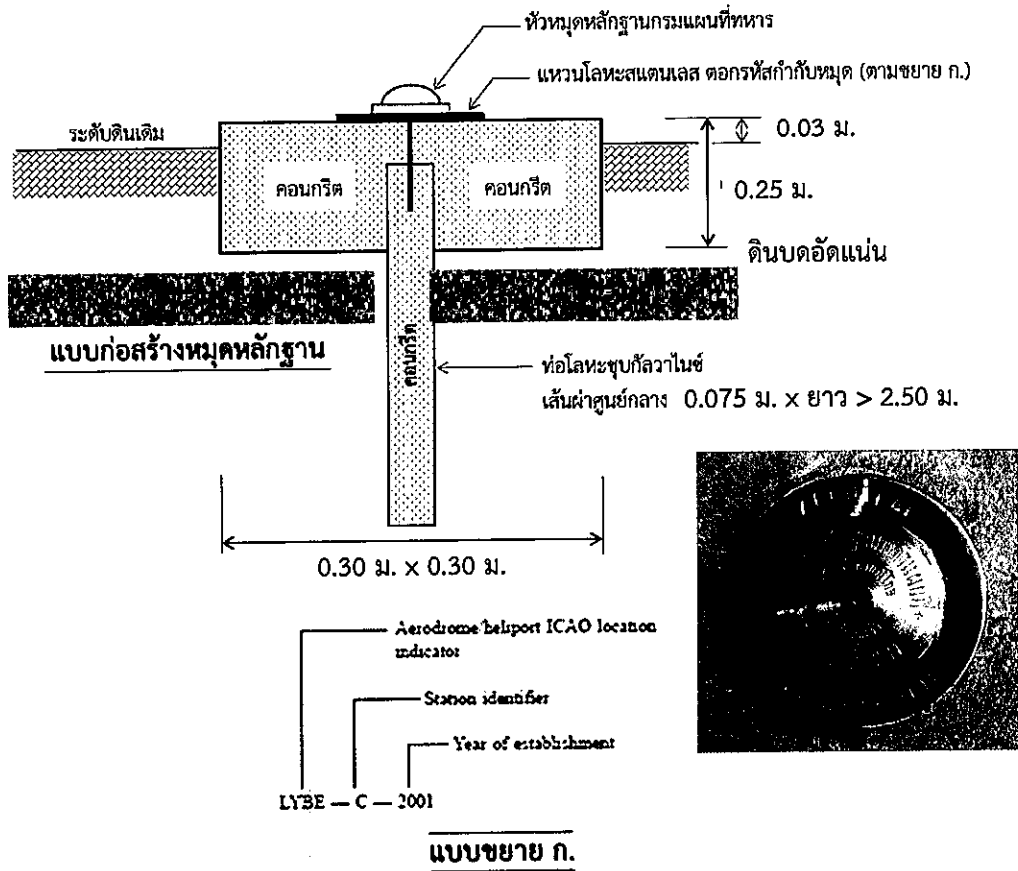 หัวหมุดหลักฐานกรมแผนที่ทหาร
แหวนโลหะสแตนเลส ตอกรหัสกำกับหมุด (ตามขยาย ก.)
ระดับดินเดิม
0.03 ม.
คอนกรีต
คอนกรีต
0.25 ม.
ดินบดอัดแน่น
แบบก่อสร้างหมุดหลักฐาน
คอนกรีต
ท่อโลหะชุบกัลวาไนซ์
เส้นผ่าศูนย์กลาง 0.075 ม. x ยาว > 2.50 ม.
0.30 ม. x 0.30 ม.
Aerodrome/heliport ICAO location
indicator
Station identifier
Year of establishment
LYBE — C — 2001
แบบขยาย ก.